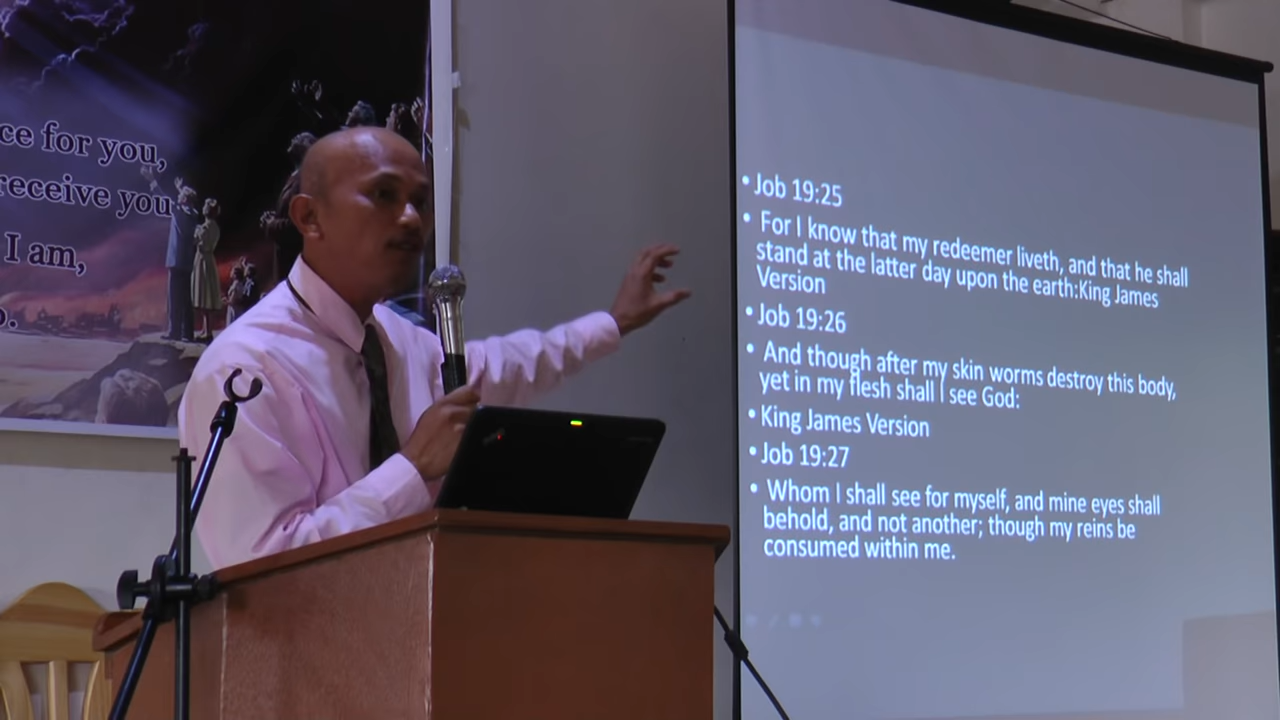 ce for you,
receive you
I am,
o.
• Job 19:25
• For I know that my redeemer liveth, and that he shall
stand at the latter day upon the earth:King James
Version
• Job 19:26
• And though after my skin worms destroy this body,
yet in my flesh shall I see God:
• King James Version
• Job 19:27
• Whom I shall see for myself, and mine eyes shall
behold, and not another; though my reins be
consumed within me.